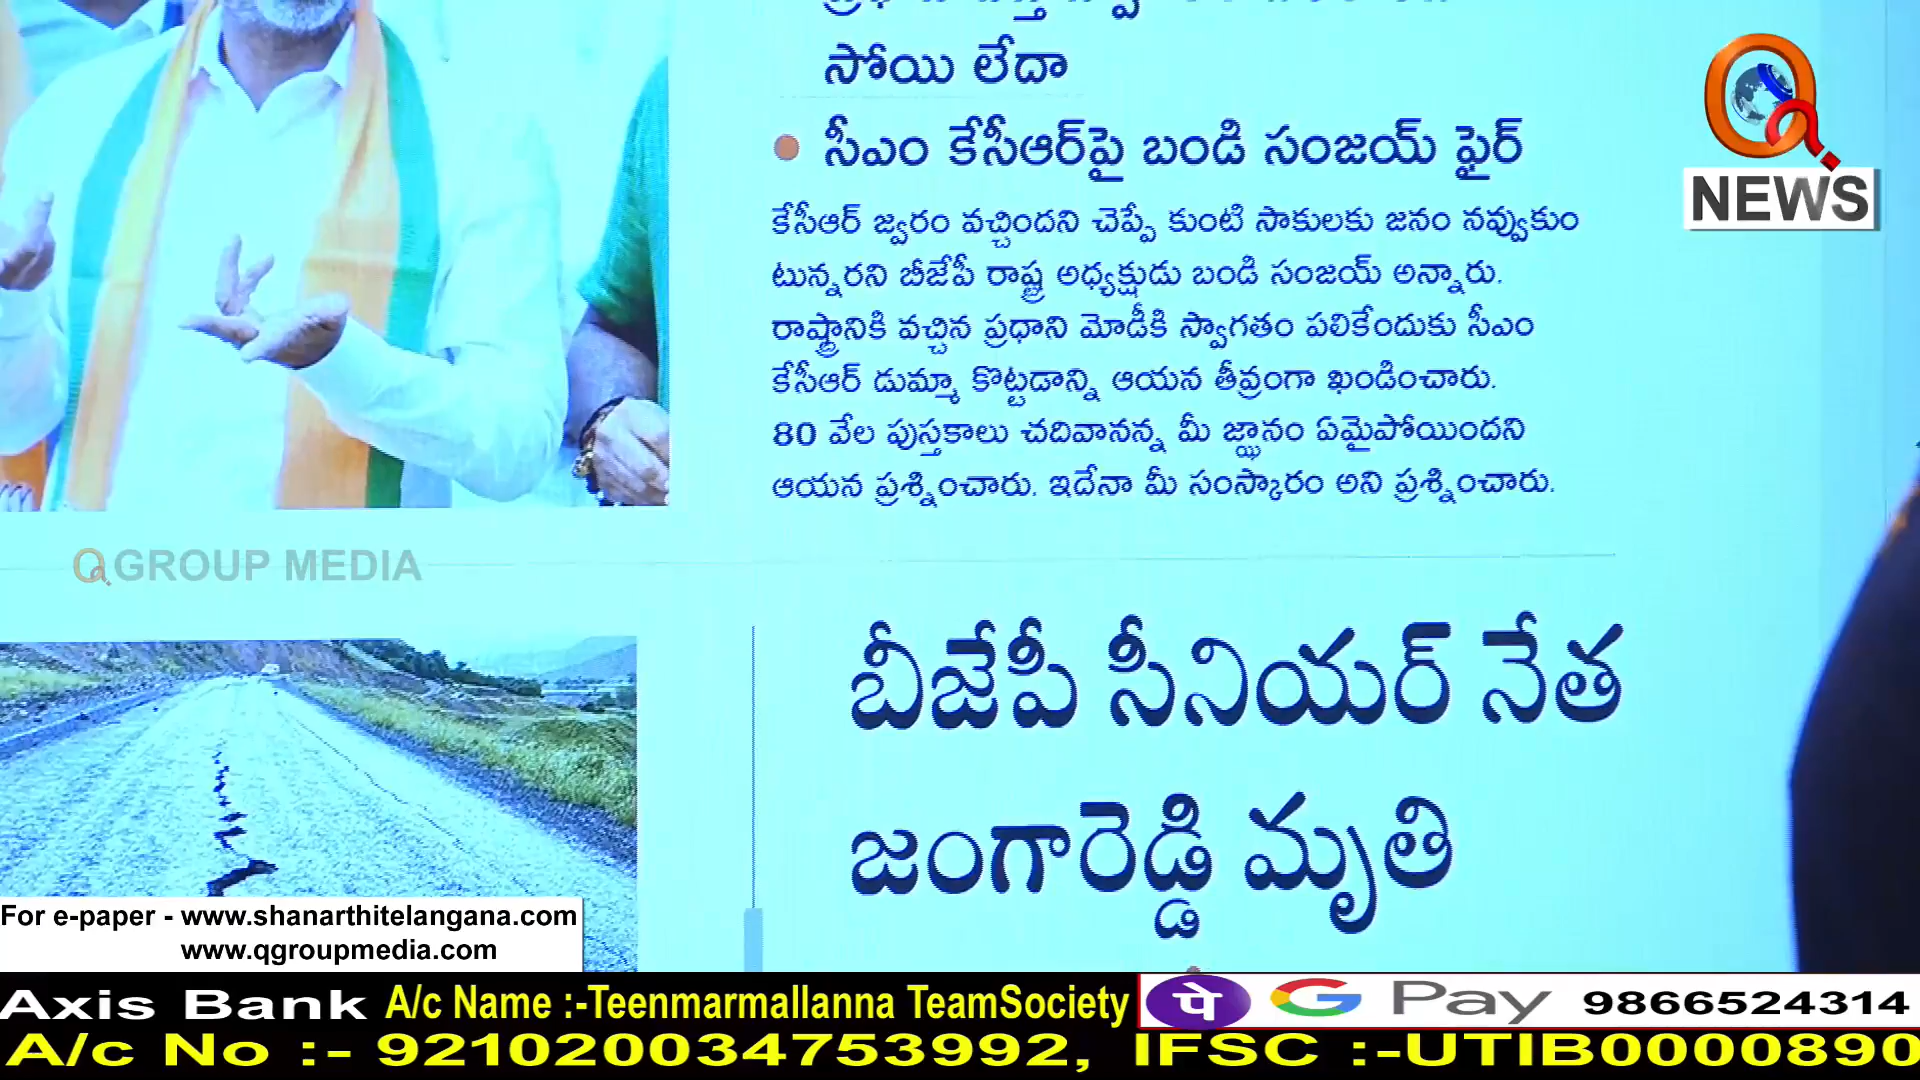 సోయి లేదా
సీఎం కేసీఆర్‌పై బండి సంజయ్ ఫైర్
కేసీఆర్ జ్వరం వచ్చిందని చెప్పే కుంటి సాకులకు జనం నవ్వుకుం
టున్నరని బీజేపీ రాష్ట్ర అధ్యక్షుడు బండి సంజయ్ అన్నారు.
రాష్ట్రానికి వచ్చిన ప్రధాని మోడీకి స్వాగతం పలికేందుకు సీఎం
కేసీఆర్ డుమ్మా కొట్టడాన్ని ఆయన తీవ్రంగా ఖండించారు.
80 వేల పుస్తకాలు చదివానన్న మీ జ్ఞానం ఏమైపోయిందని
ఆయన ప్రశ్నించారు. ఇదేనా మీ సంస్కారం అని ప్రశ్నించారు.
Q NEWS
Q GROUP MEDIA
బీజేపీ సీనియర్ నేత
జంగారెడ్డి మృతి
For e-paper - www.shanarthitelangana.com
www.qgroupmedia.com
Axis Bank A/c Name :-Teenmarmallanna TeamSociety
పే G Pay 9866524314
A/c No :- 921020034753992, IFSC :-UTIB0000890